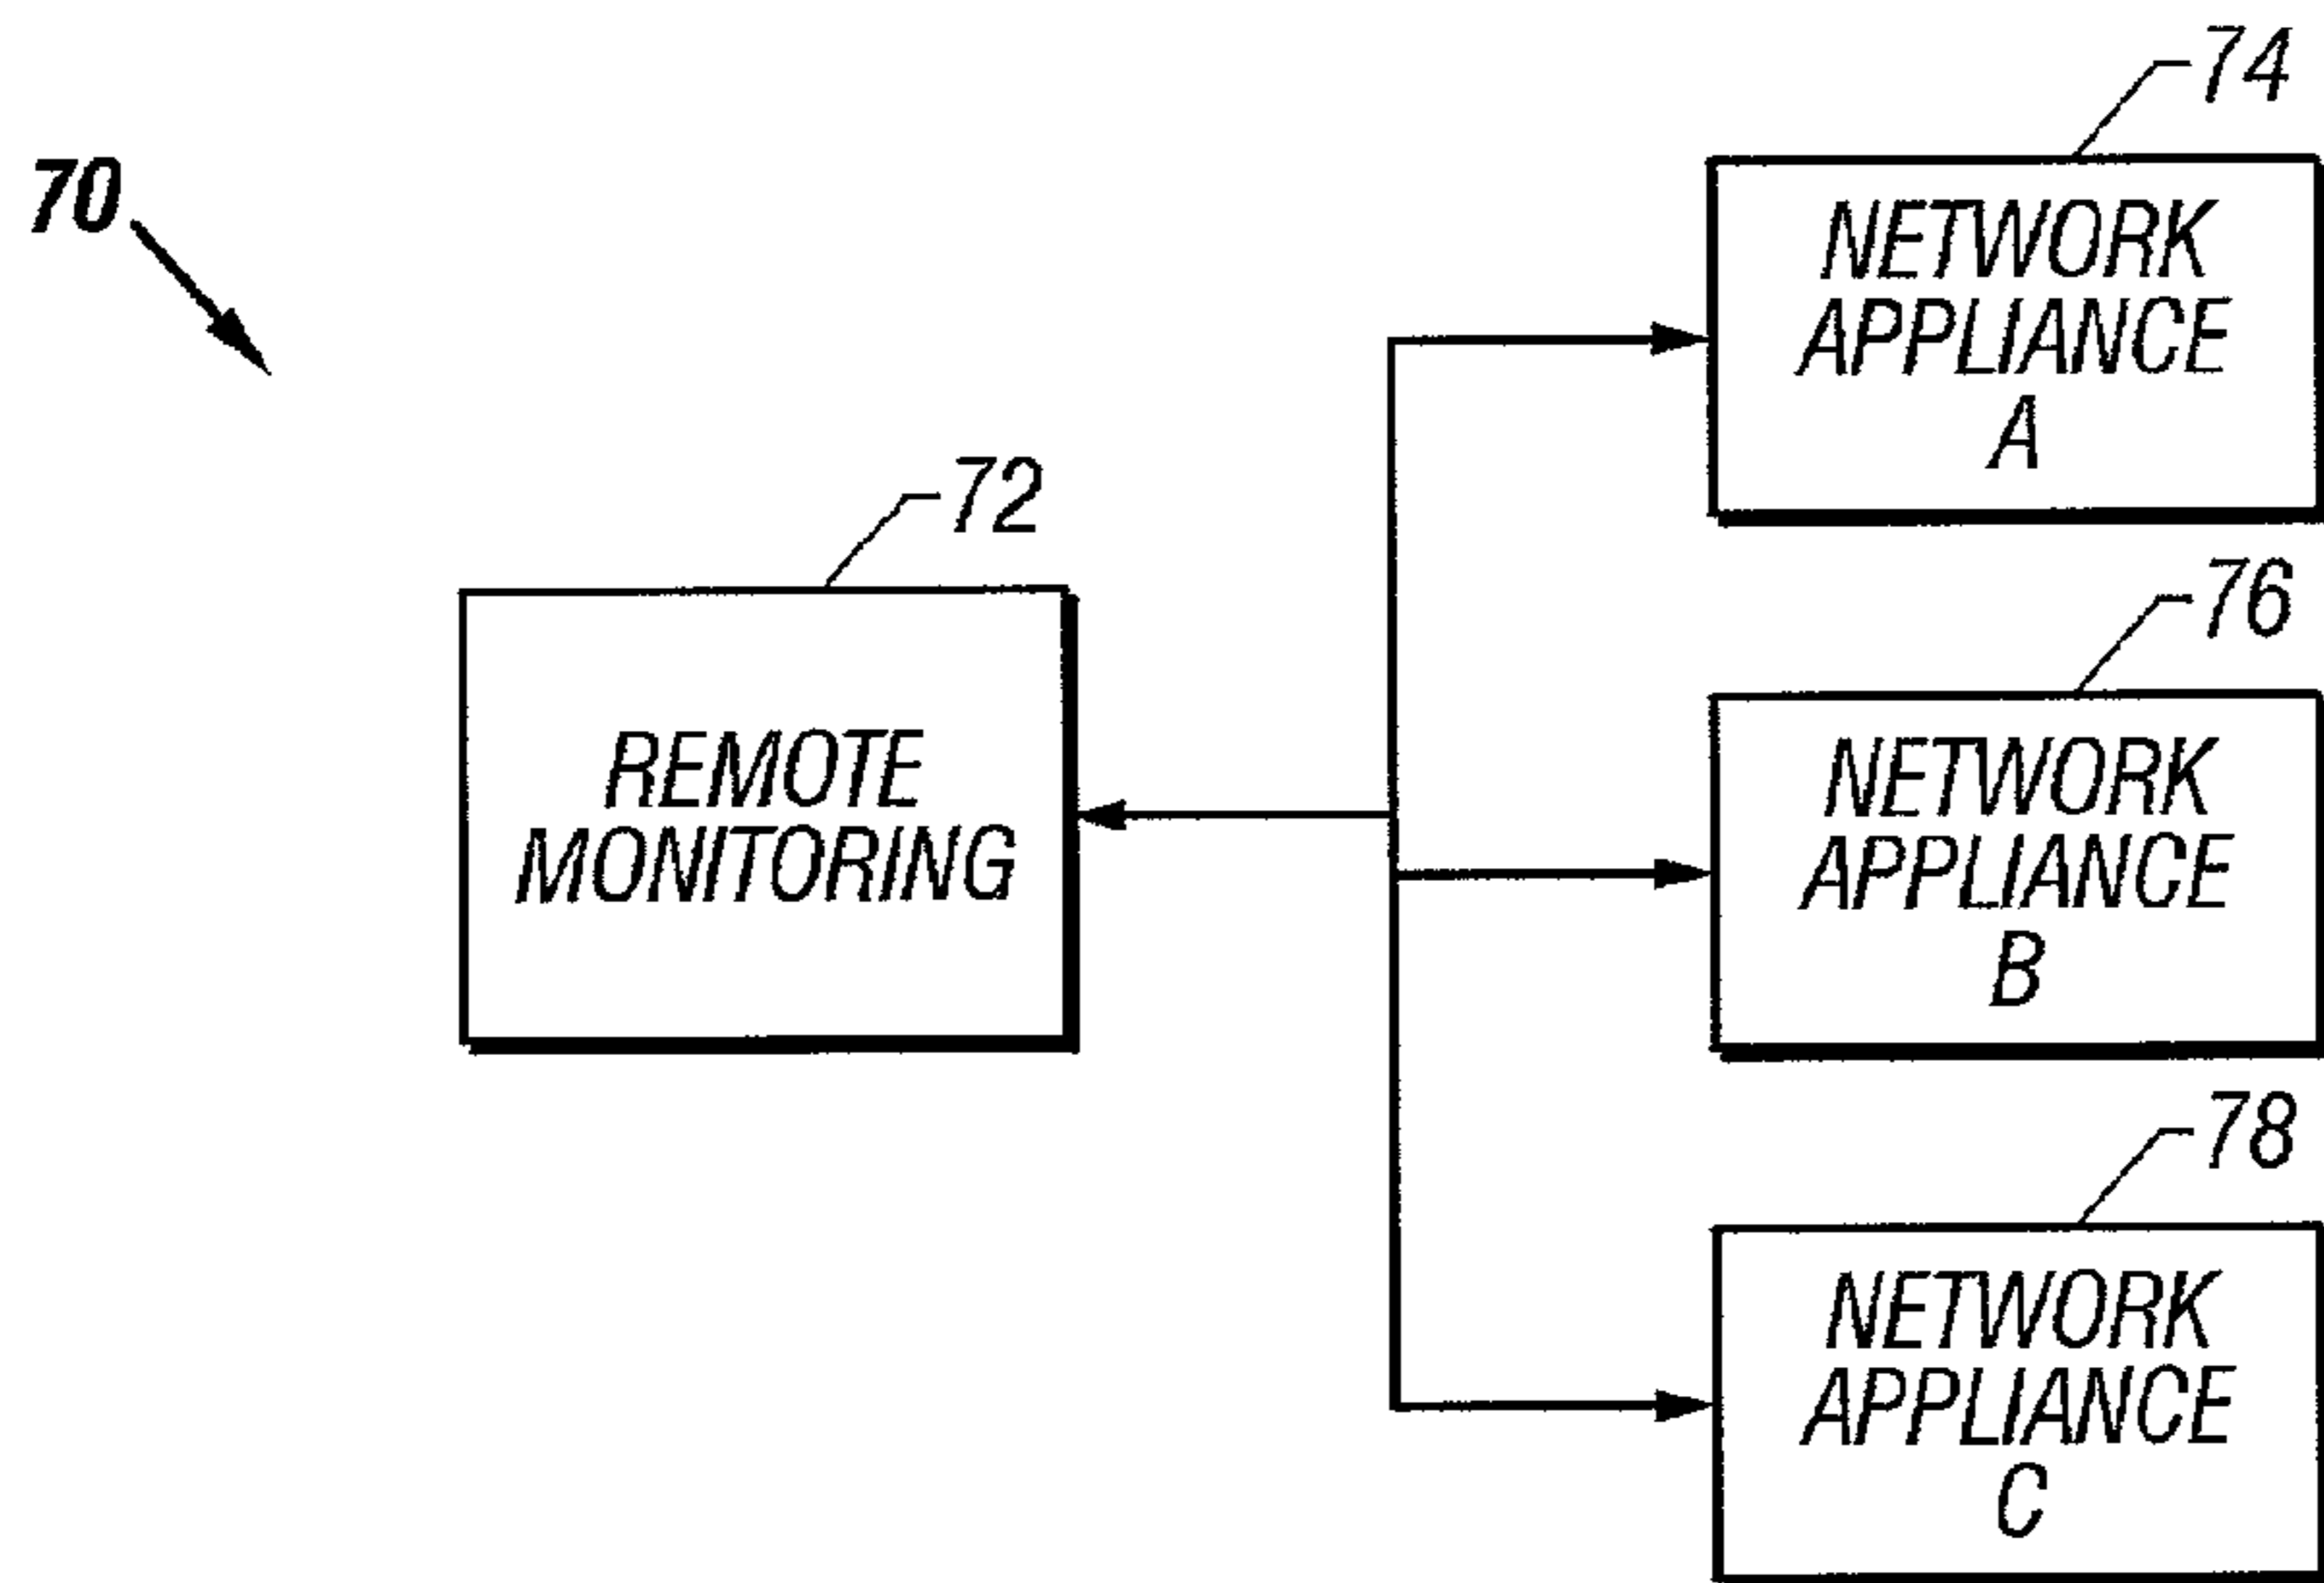 70
72
REMOTE
MONITORING
74
NETWORK
APPLIANCE
A
76
NETWORK
APPLIANCE
B
78
NETWORK
APPLIANCE
C